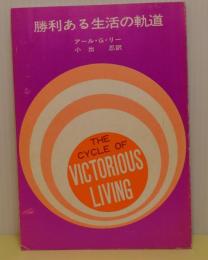 勝利ある生活の軌道
アール・G・リー
小出 忍訳
THE
CYCLE OF
VICTORIOUS
LIVING